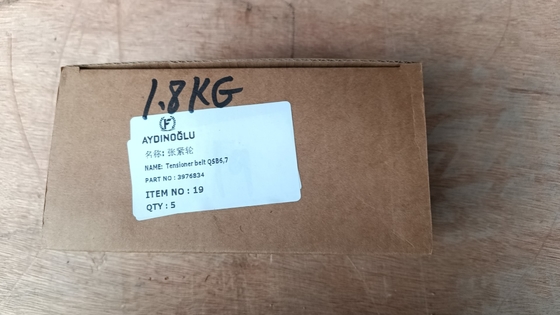 1.8KG
F
AYDINOĞLU
名称: 张紧轮
NAME: Tensioner belt QSB6,7
PART NO : 3976834
ITEM NO : 19
QTY : 5